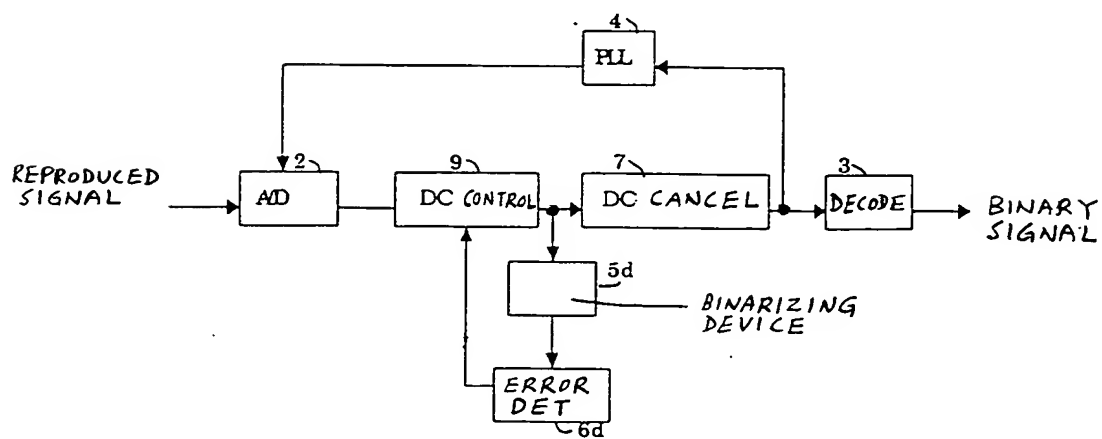 4
PLL
REPRODUCED
SIGNAL
2
A/D
9
DC CONTROL
7
DC CANCEL
3
DECODE
BINARY
SIGNAL
5d
BINARIZING
DEVICE
ERROR
DET
6d